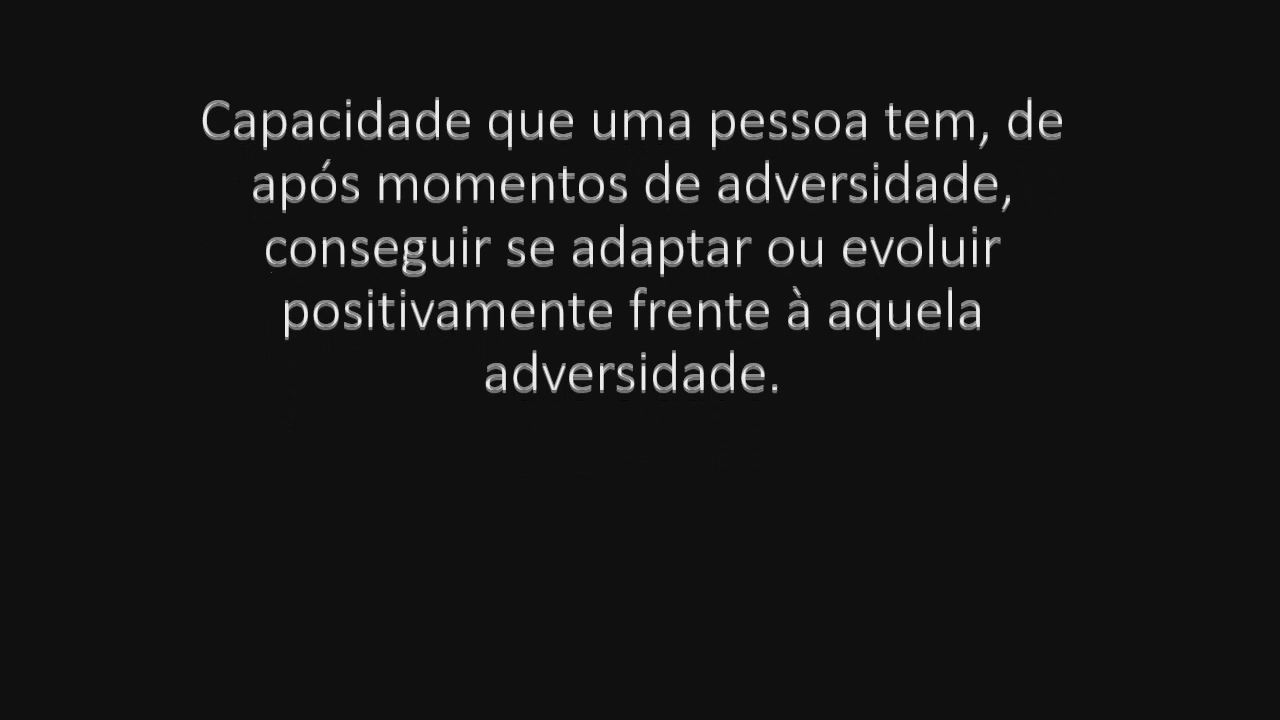 Capacidade que uma pessoa tem, de
após momentos de adversidade,
conseguir se adaptar ou evoluir
positivamente frente à aquela
adversidade.